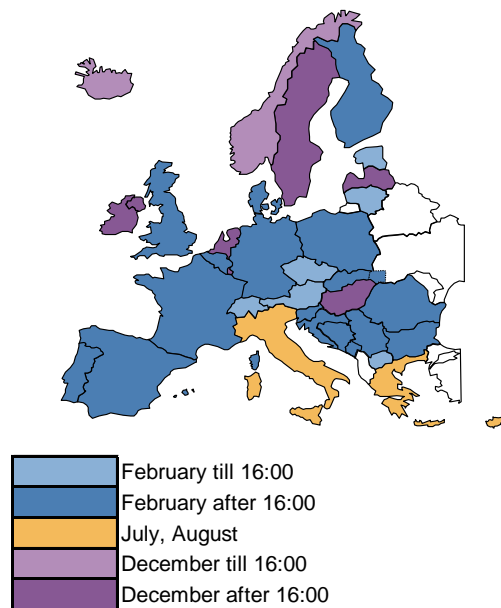 February till 16:00
February after 16:00
July, August
December till 16:00
December after 16:00